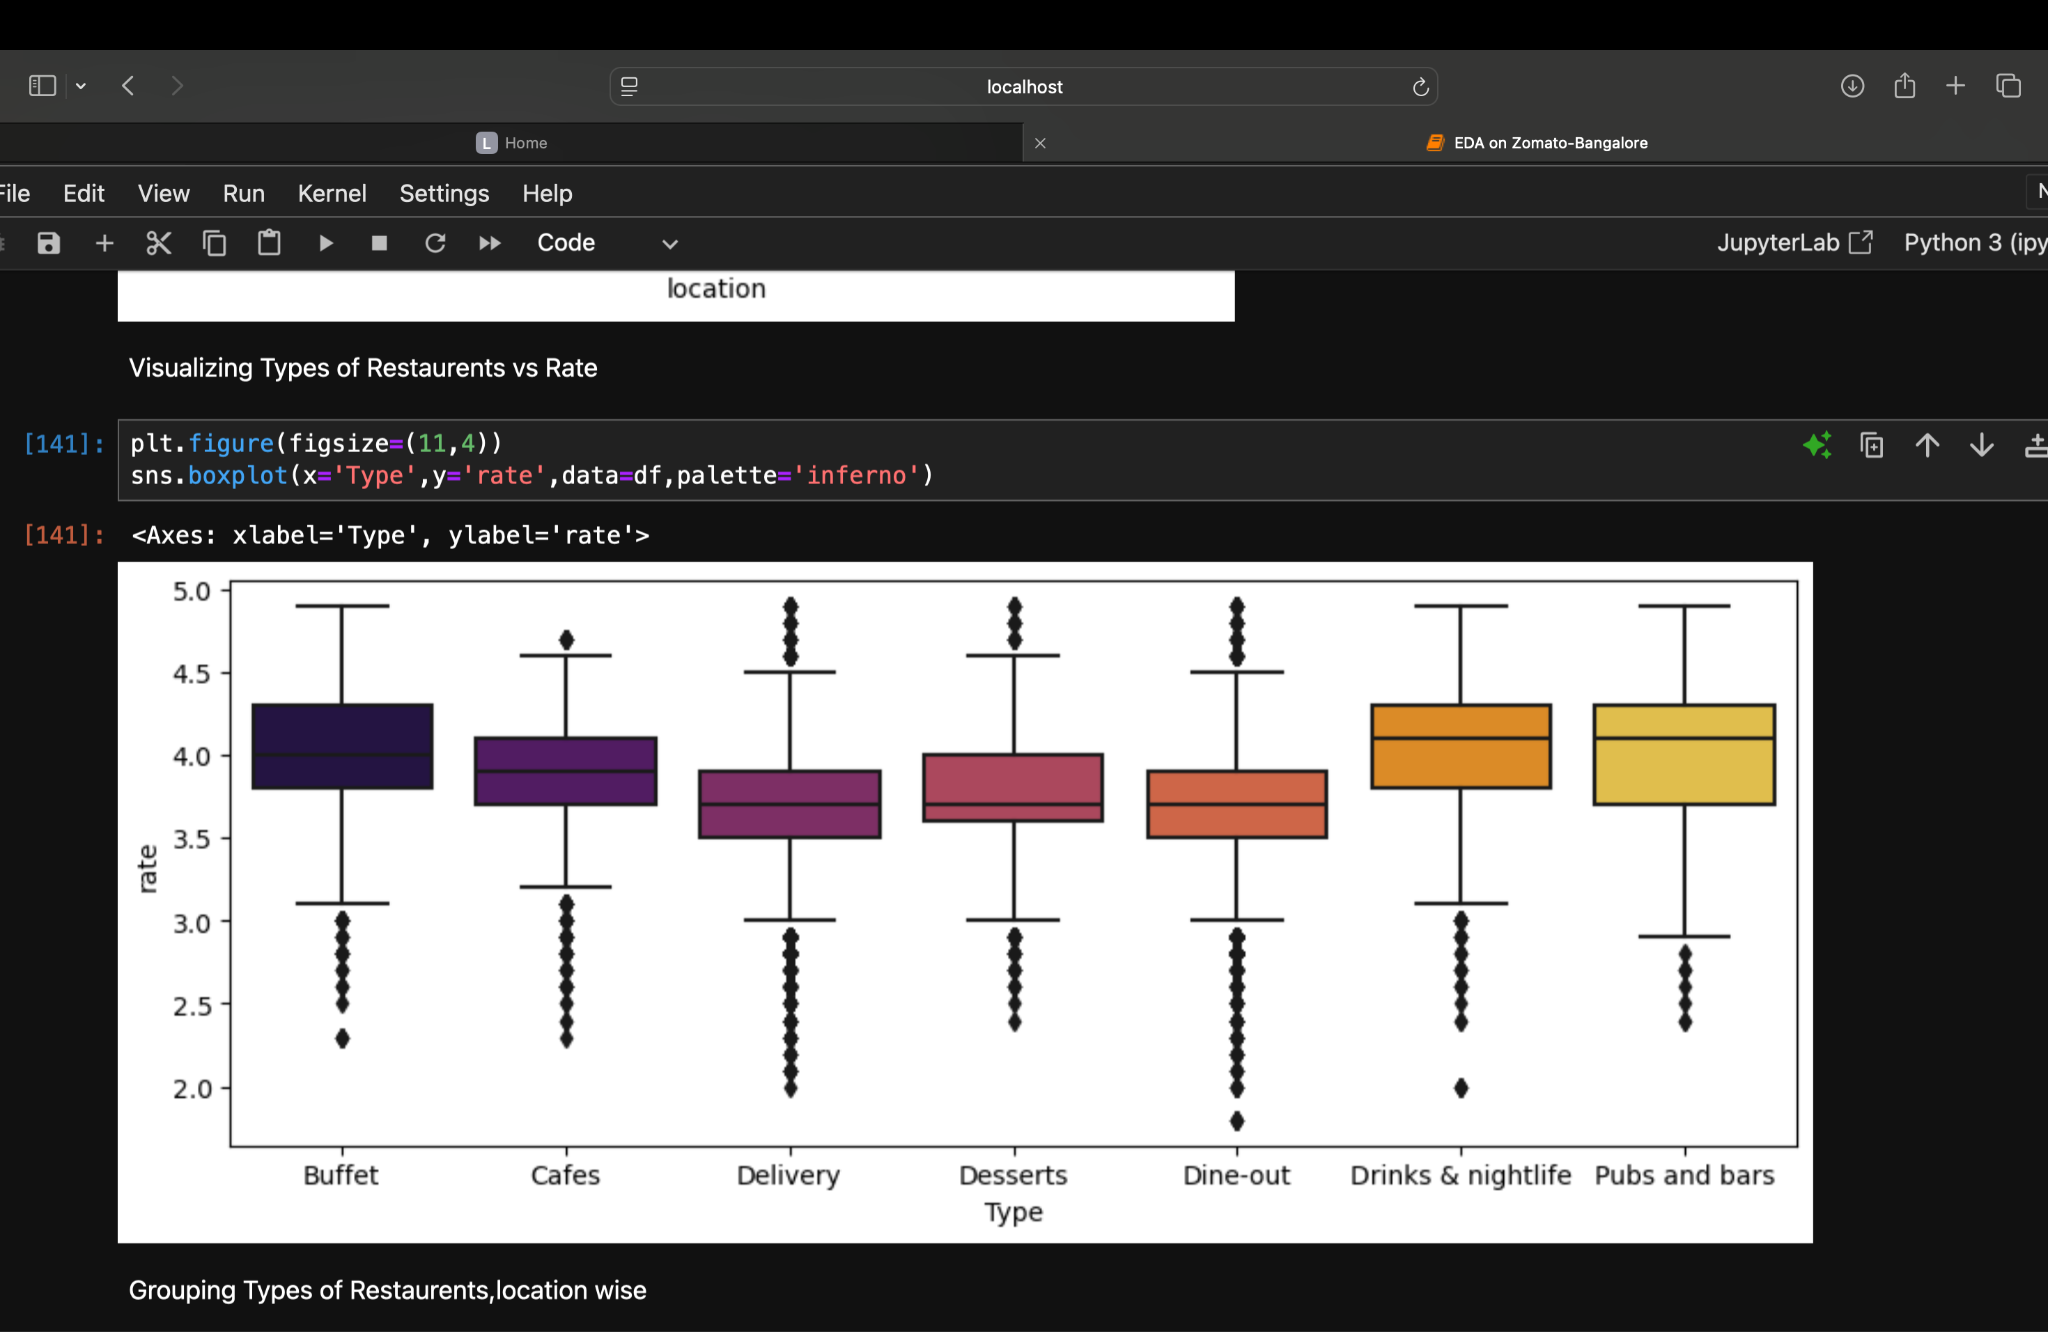 localhost
L Home
EDA on Zomato-Bangalore
File Edit View Run Kernel Settings Help
Code
JupyterLab Python 3 (ipy
location
Visualizing Types of Restaurents vs Rate
[141]: plt.figure(figsize=(11,4))
sns.boxplot(x='Type',y='rate',data=df,palette='inferno')
[141]: <Axes: xlabel='Type', ylabel='rate'>
5.0
4.5
4.0
3.5
3.0
2.5
2.0
rate
Buffet Cafes Delivery Desserts Dine-out Drinks & nightlife Pubs and bars
Type
Grouping Types of Restaurents,location wise